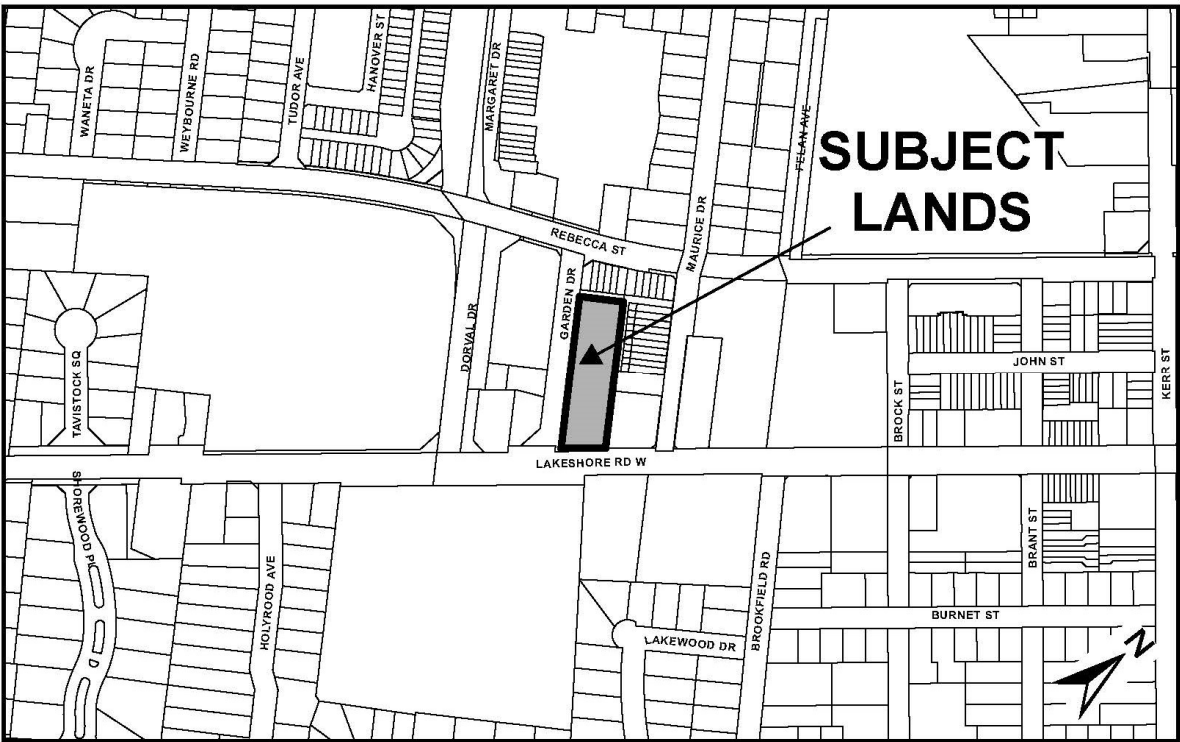 WANETA DR
WEYBOURNE RD
TUDOR AVE
HANOVER ST
MARGARET DR
FELAN AVE
SUBJECT
LANDS
REBECCA ST
MAURICE DR
GARDEN DR
DORVAL DR
TAVISTOCK SQ
JOHN ST
KERR ST
BROCK ST
LAKESHORE RD W
SHOREWOOD PL
HOLYROOD AVE
BROOKFIELD RD
BRANT ST
BURNET ST
LAKEWOOD DR
D
N